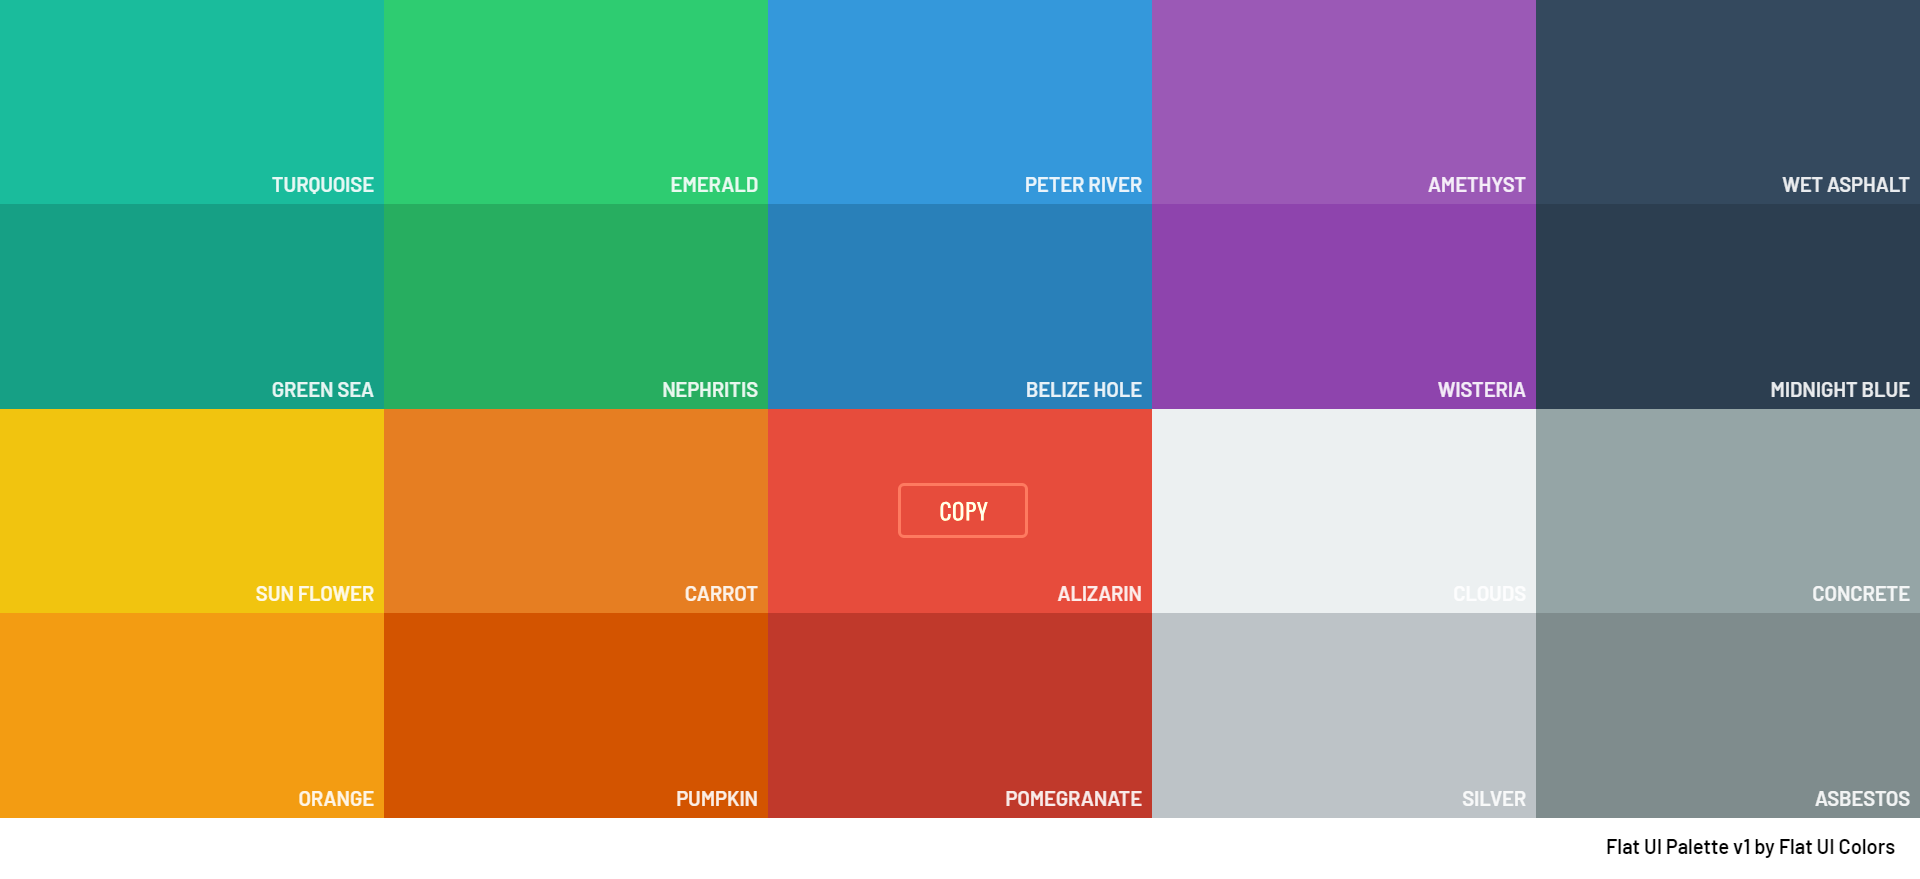 TURQUOISE
EMERALD
PETER RIVER
AMETHYST
WET ASPHALT
GREEN SEA
NEPHRITIS
BELIZE HOLE
WISTERIA
MIDNIGHT BLUE
COPY
SUN FLOWER
CARROT
ALIZARIN
CLOUDS
CONCRETE
ORANGE
PUMPKIN
POMEGRANATE
SILVER
ASBESTOS
Flat UI Palette v1 by Flat UI Colors